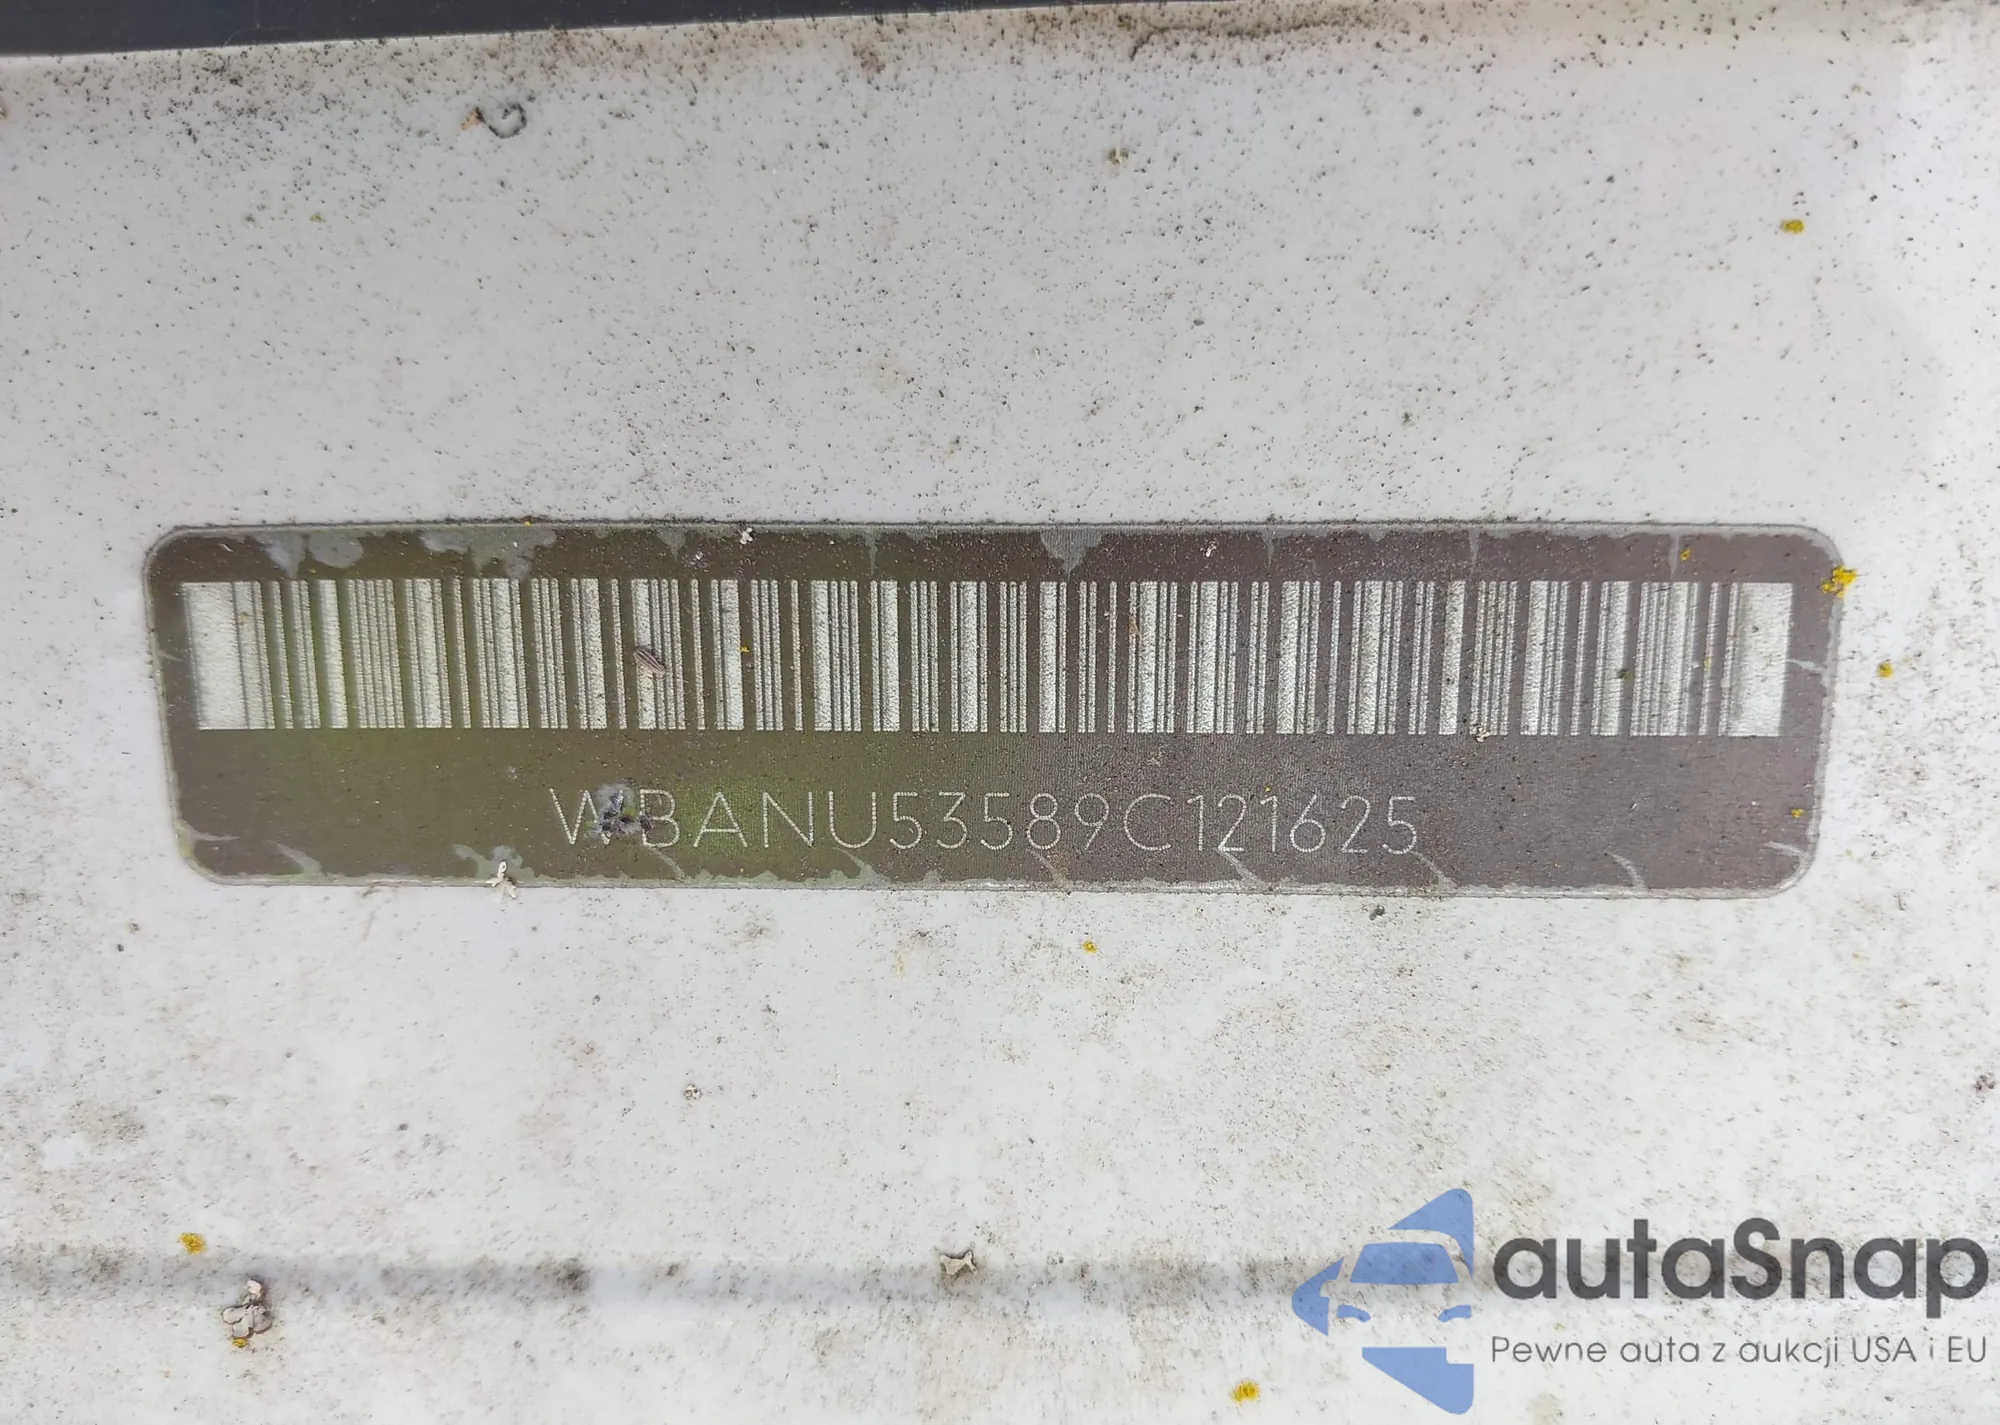 WBANU53589C121625
autaSnap
Pewne auta z aukcji USA i EU